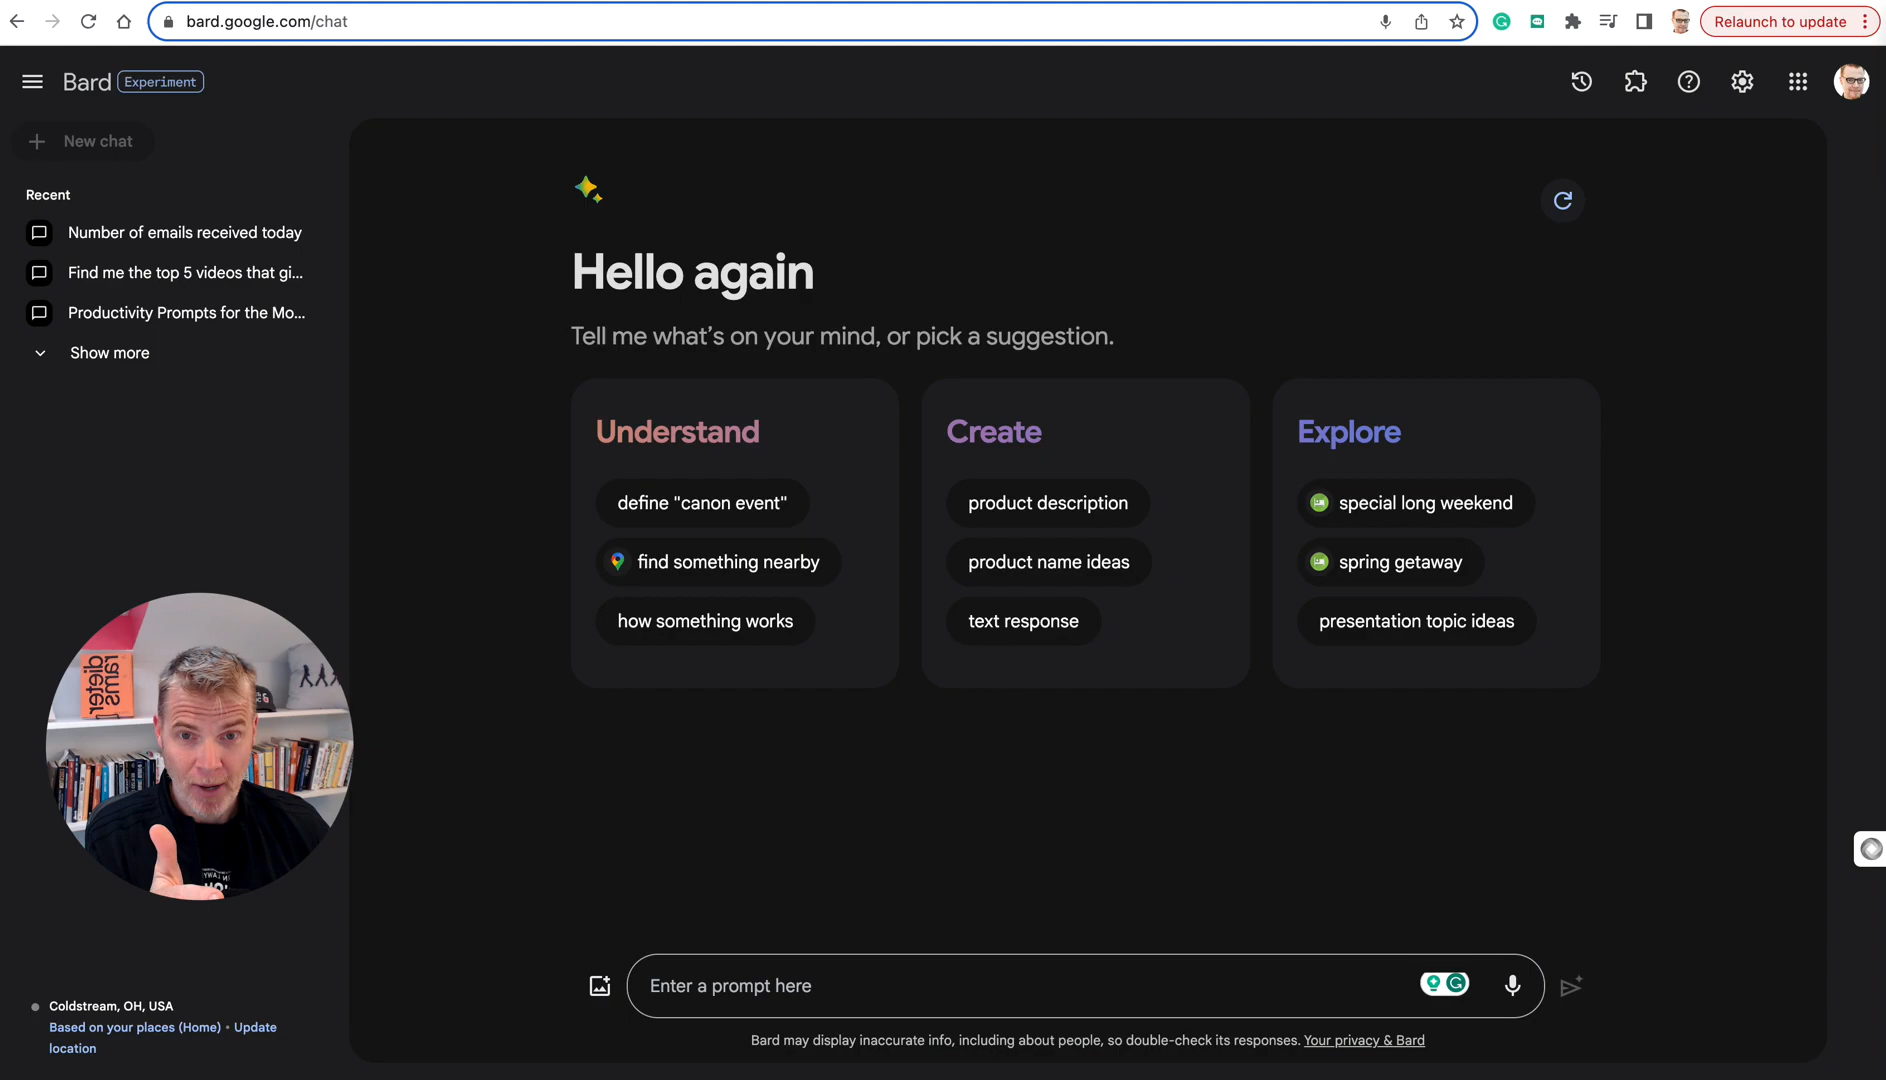 bard.google.com/chat
Relaunch to update
Bard
Experiment
New chat
Recent
Number of emails received today
Find me the top 5 videos that gi...
Productivity Prompts for the Mo...
Show more
Hello again
Tell me what's on your mind, or pick a suggestion.
Understand
define "canon event"
find something nearby
how something works
Create
product description
product name ideas
text response
Explore
special long weekend
spring getaway
presentation topic ideas
dieter
rams
Coldstream, OH, USA
Based on your places (Home) • Update
location
Enter a prompt here
Bard may display inaccurate info, including about people, so double-check its responses. Your privacy & Bard